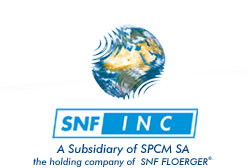 SNF INC
A Subsidiary of SPCM SA
the holding company of SNF FLOERGER®